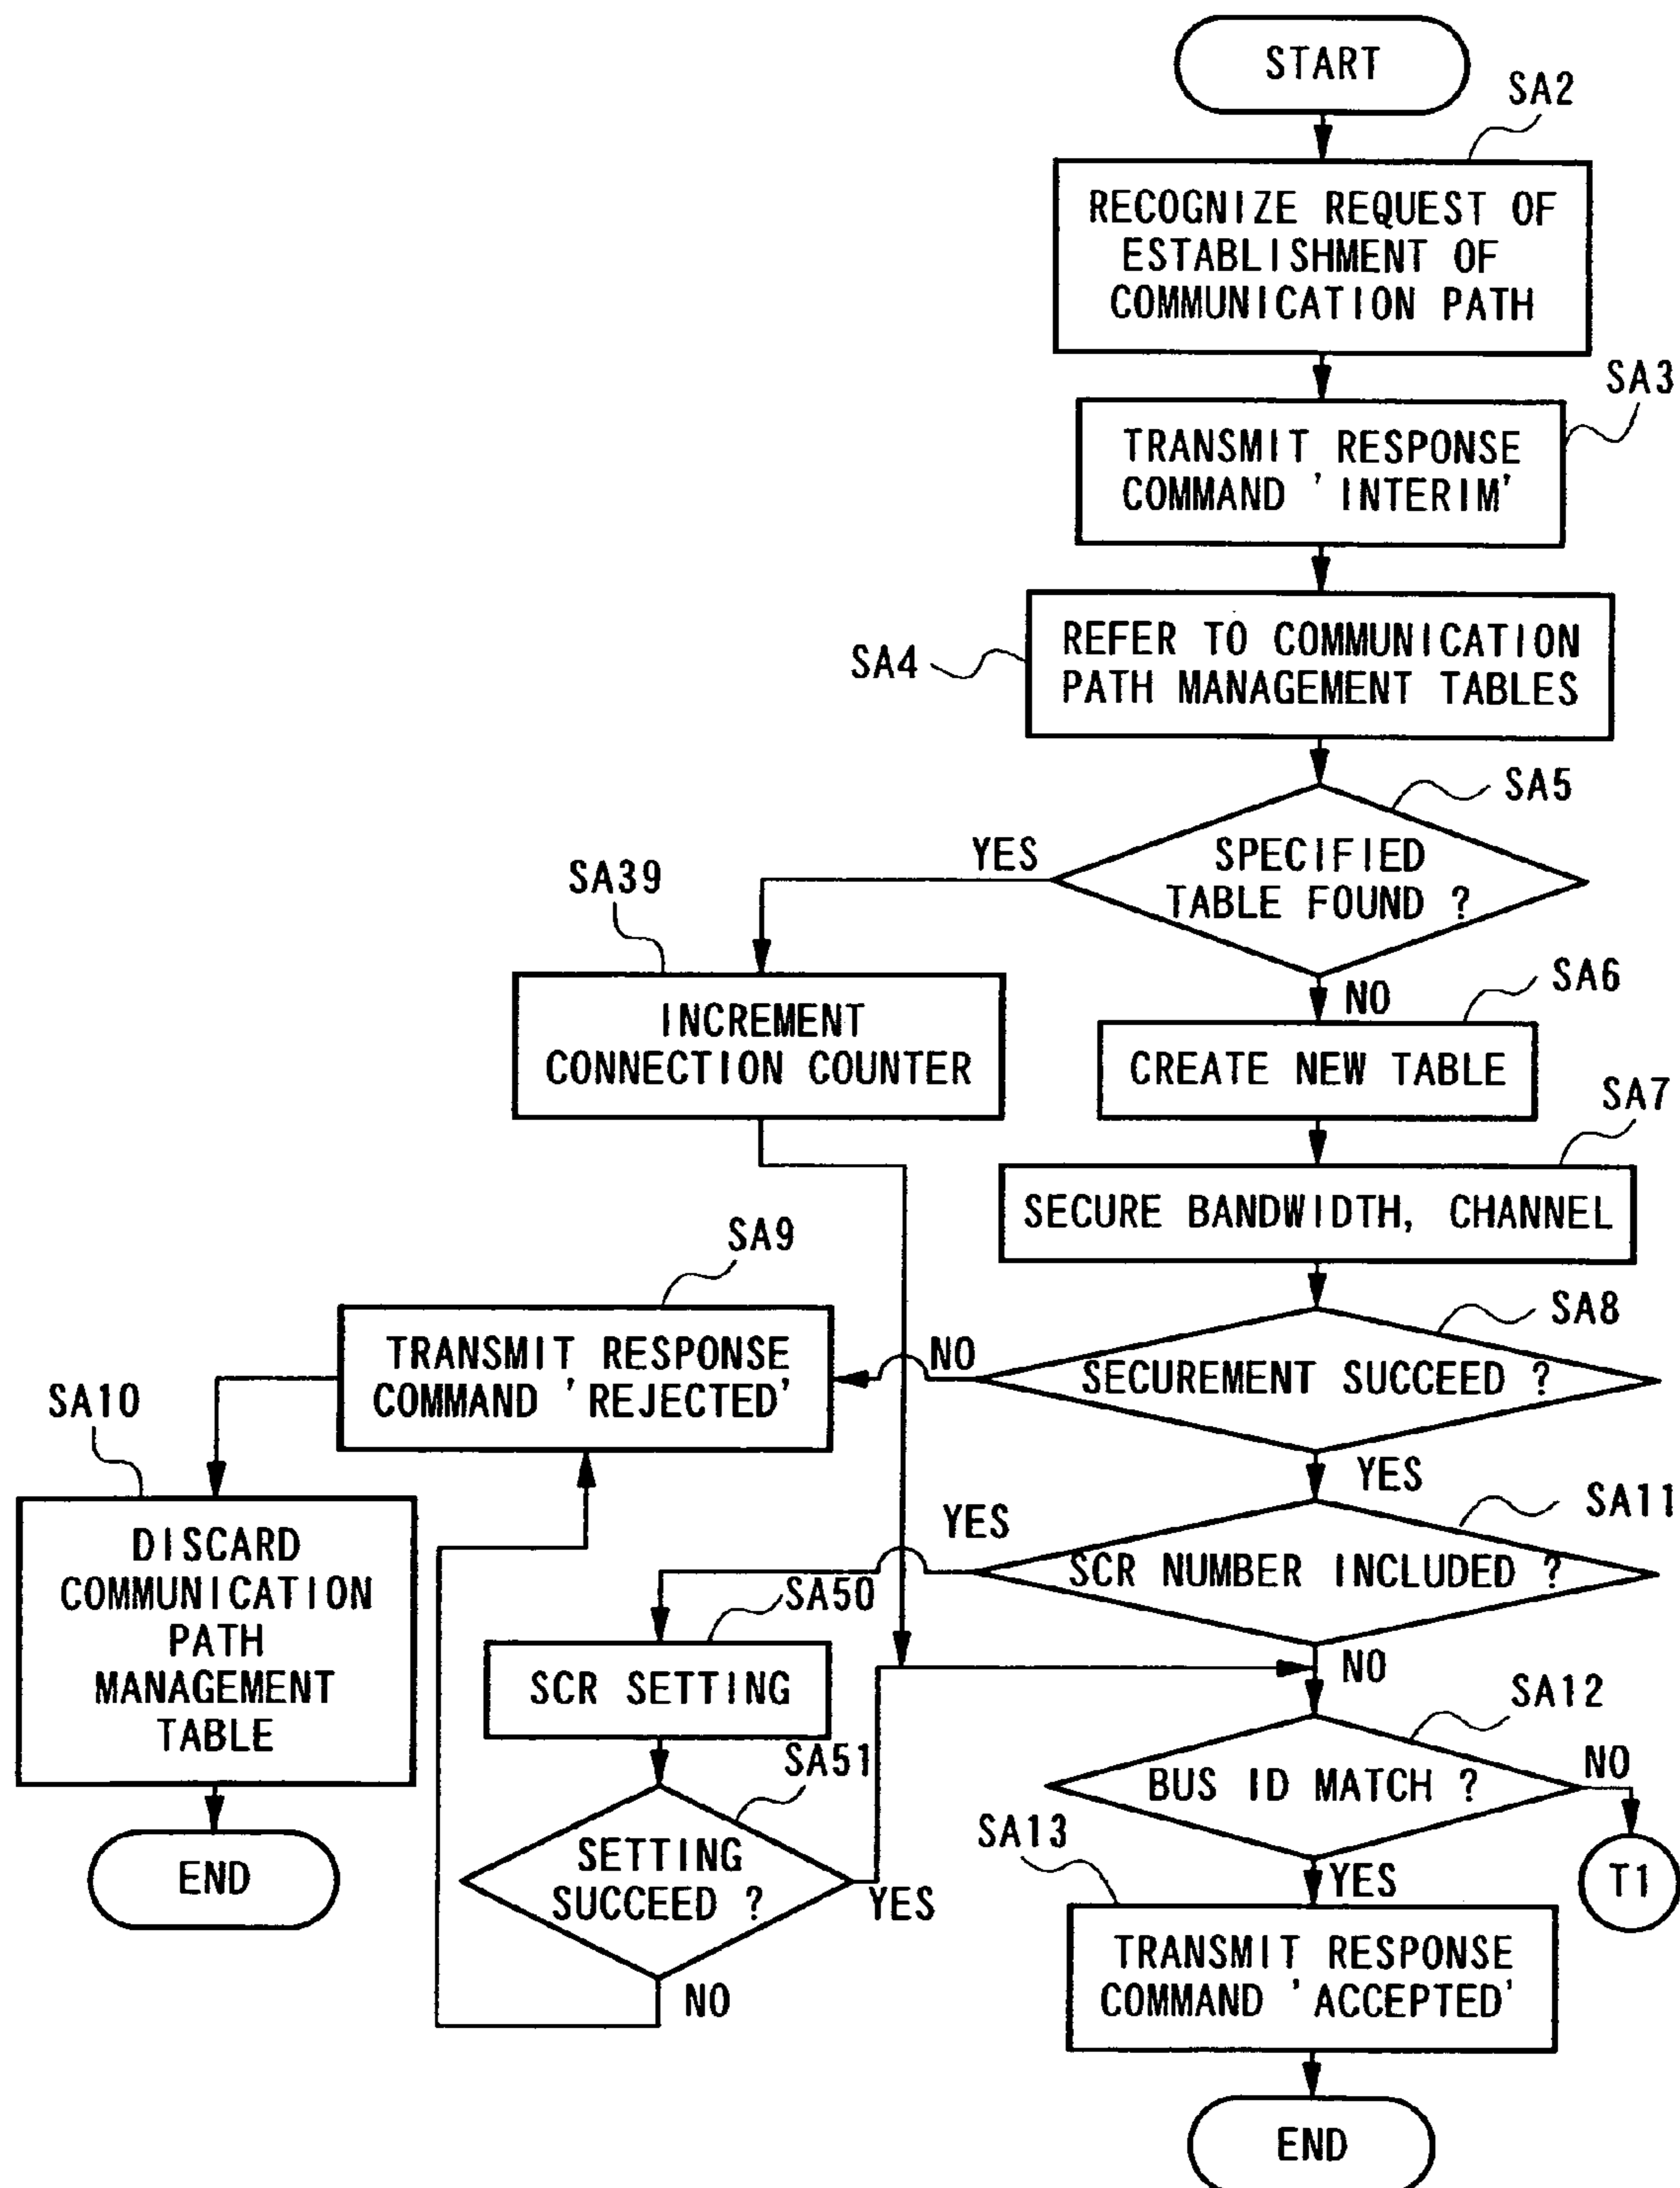 START
SA2
RECOGNIZE REQUEST OF
ESTABLISHMENT OF
COMMUNICATION PATH
SA3
TRANSMIT RESPONSE
COMMAND 'INTERIM'
SA4
REFER TO COMMUNICATION
PATH MANAGEMENT TABLES
SA5
SPECIFIED
TABLE FOUND ?
YES
SA39
INCREMENT
CONNECTION COUNTER
NO
SA6
CREATE NEW TABLE
SA7
SECURE BANDWIDTH, CHANNEL
SA8
SECUREMENT SUCCEED ?
NO
SA9
TRANSMIT RESPONSE
COMMAND 'REJECTED'
SA10
DISCARD
COMMUNICATION
PATH
MANAGEMENT
TABLE
END
YES
SA11
SCR NUMBER INCLUDED ?
YES
SA50
SCR SETTING
SA51
SETTING
SUCCEED ?
YES
NO
NO
SA12
BUS ID MATCH ?
NO
T1
YES
SA13
TRANSMIT RESPONSE
COMMAND 'ACCEPTED'
END